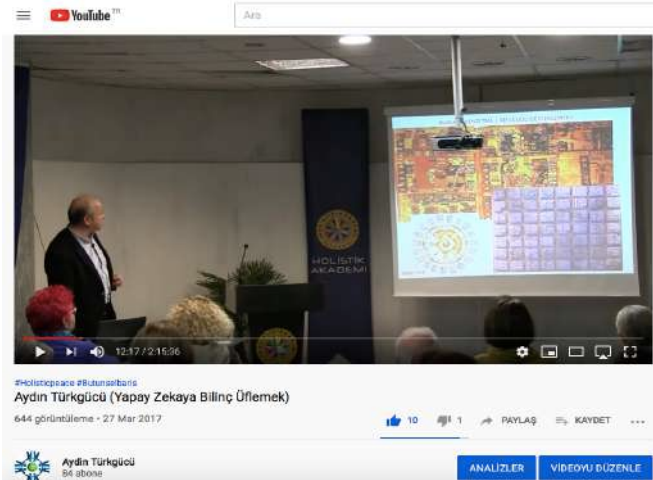 YouTube TR
Ara
HOLİSTİK
AKADEMİ
12:17 / 2:15:36
#Holisticpeace #Butunselbaris
Aydın Türkgücü (Yapay Zekaya Bilinç Üflemek)
644 görüntüleme • 27 Mar 2017
10
1
PAYLAŞ
KAYDET
Aydın Türkgücü
84 abone
ANALİZLER
VİDEOYU DÜZENLE